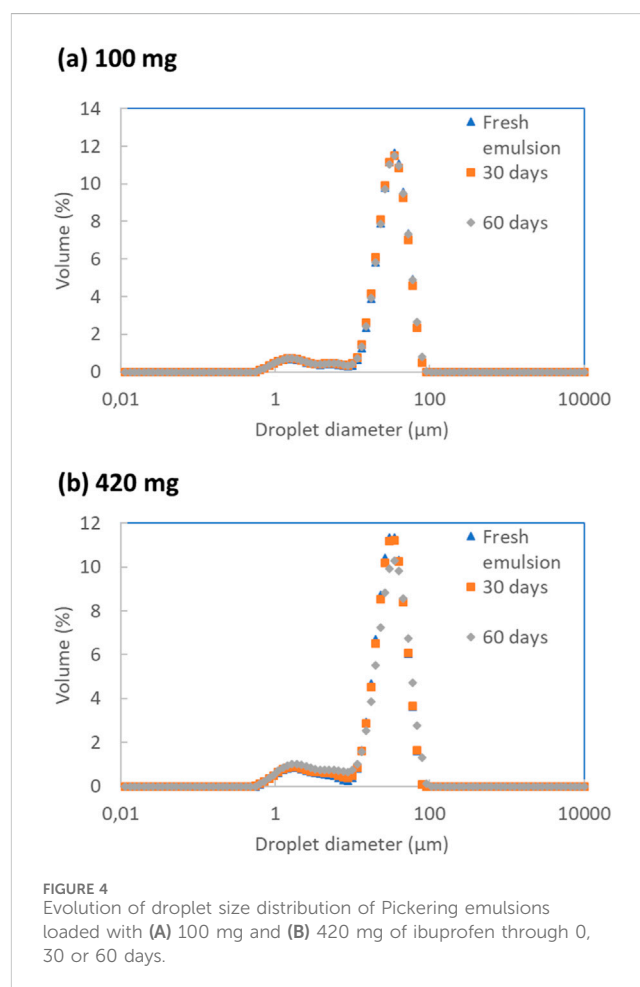 (a) 100 mg
14
12
10
8
6
4
2
0
Volume (%)
Fresh
emulsion
30 days
60 days
0,01
1
100
10000
Droplet diameter (µm)
(b) 420 mg
12
10
8
6
4
2
0
Volume (%)
Fresh
emulsion
30 days
60 days
0,01
1
100
10000
Droplet diameter (µm)
FIGURE 4
Evolution of droplet size distribution of Pickering emulsions
loaded with (A) 100 mg and (B) 420 mg of ibuprofen through 0,
30 or 60 days.